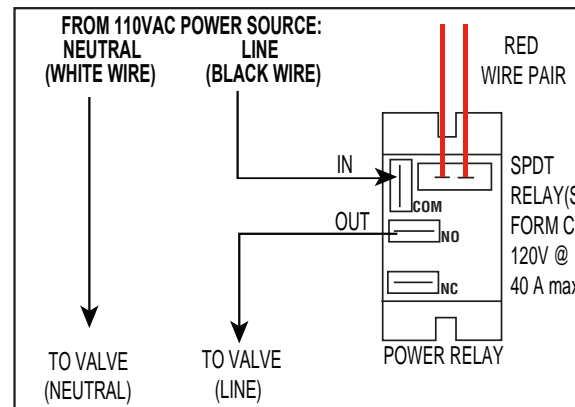 FROM 110VAC POWER SOURCE:
NEUTRAL
(WHITE WIRE)
LINE
(BLACK WIRE)
RED
WIRE PAIR
IN
COM
OUT
NO
NC
SPDT
FORM C
120V @
40 A max
TO VALVE
(NEUTRAL)
TO VALVE
(LINE)
POWER RELAY